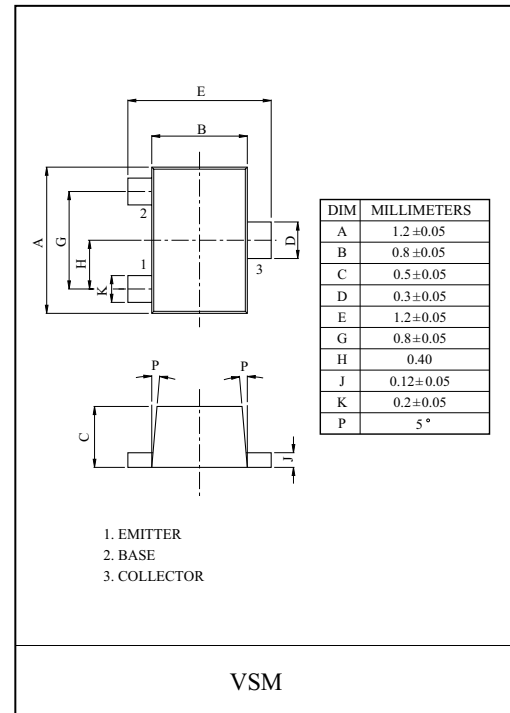 E
B
A
G
H
K
D
2
1
3
DIM MILLIMETERS
A 1.2±0.05
B 0.8±0.05
C 0.5±0.05
D 0.3±0.05
E 1.2±0.05
G 0.8±0.05
H 0.40
J 0.12±0.05
K 0.2±0.05
P 5°
P P
C
J
1. EMITTER
2. BASE
3. COLLECTOR
VSM